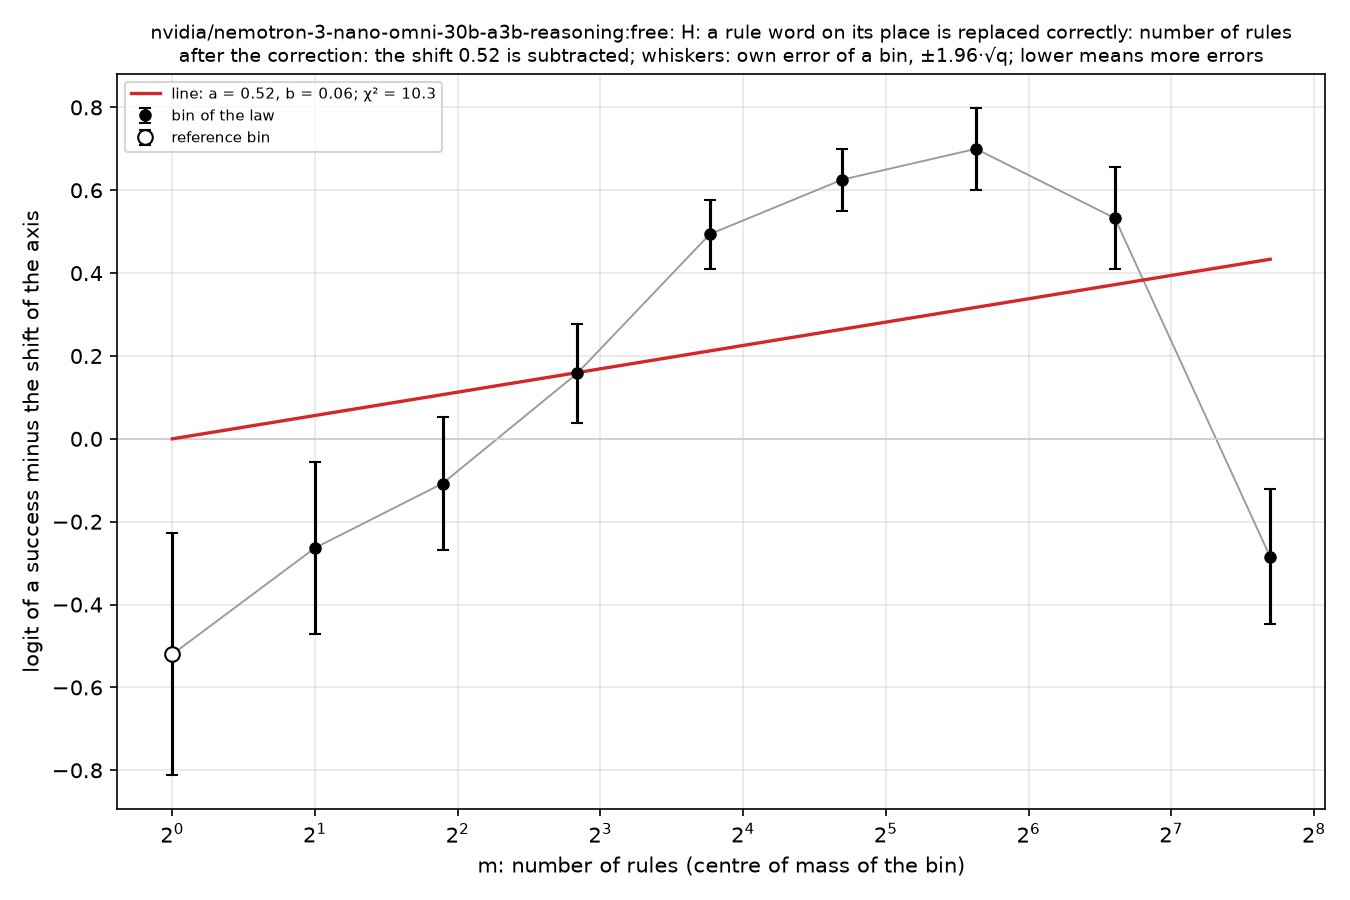 nvidia/nemotron-3-nano-omni-30b-a3b-reasoning:free: H: a rule word on its place is replaced correctly: number of rules
after the correction: the shift 0.52 is subtracted; whiskers: own error of a bin, ±1.96·√q; lower means more errors
line: a = 0.52, b = 0.06; χ² = 10.3
bin of the law
reference bin
logit of a success minus the shift of the axis
0.8
0.6
0.4
0.2
0.0
−0.2
−0.4
−0.6
−0.8
2⁰ 2¹ 2² 2³ 2⁴ 2⁵ 2⁶ 2⁷ 2⁸
m: number of rules (centre of mass of the bin)